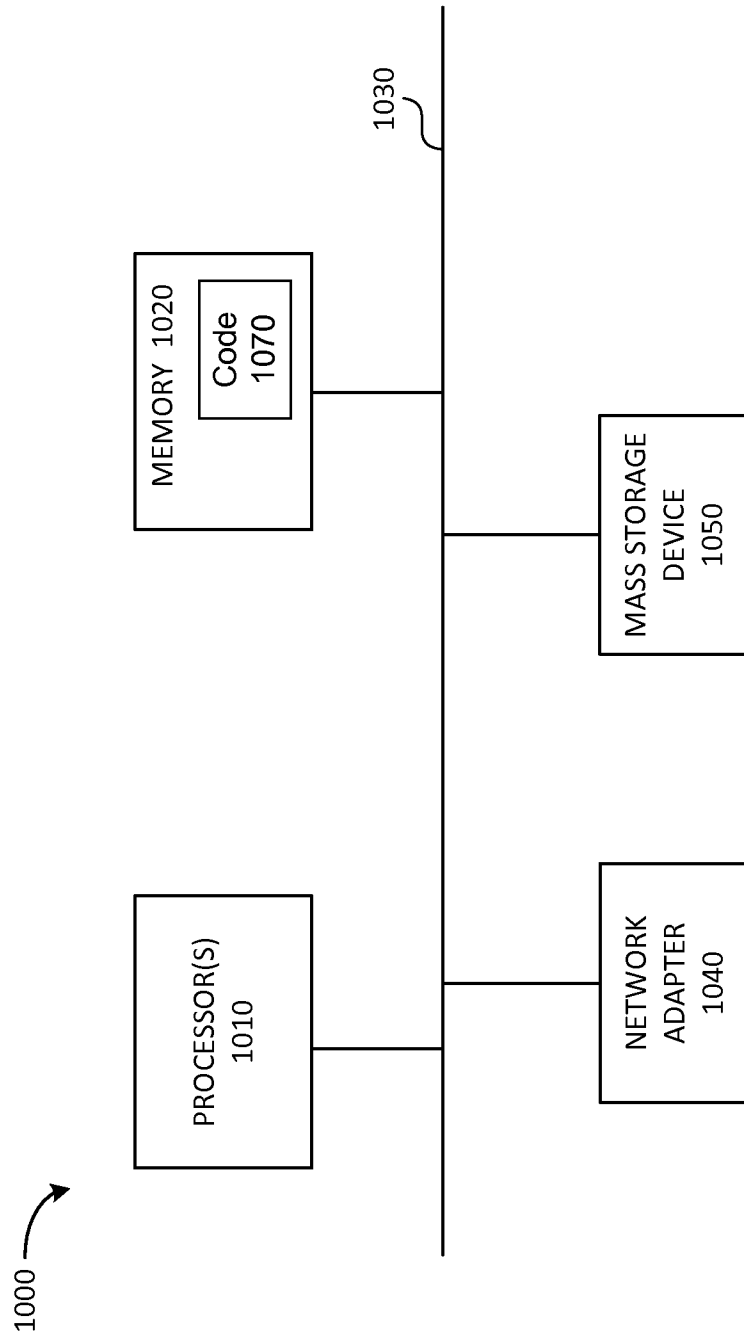 1000
PROCESSOR(S)
1010
MEMORY 1020
Code
1070
1030
NETWORK
ADAPTER
1040
MASS STORAGE
DEVICE
1050